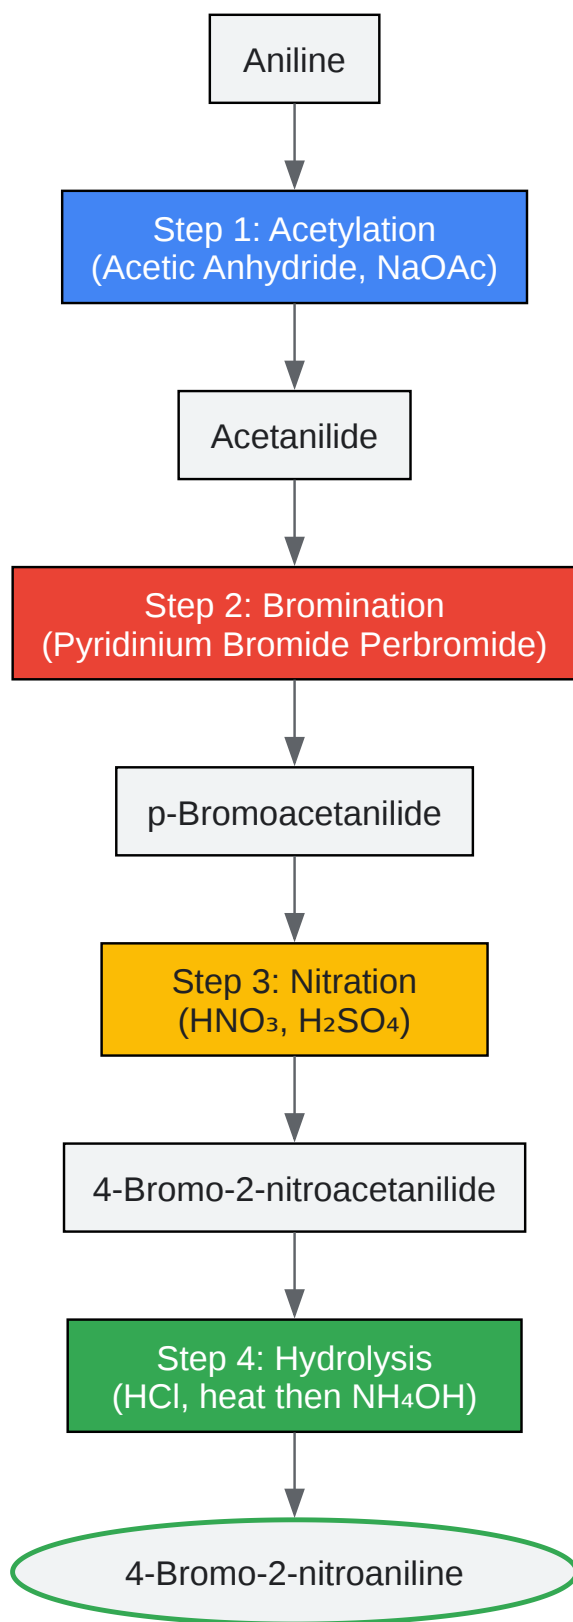 Aniline
Step 1: Acetylation
(Acetic Anhydride, NaOAc)
Acetanilide
Step 2: Bromination
(Pyridinium Bromide Perbromide)
p-Bromoacetanilide
Step 3: Nitration
(HNO₃, H₂SO₄)
4-Bromo-2-nitroacetanilide
Step 4: Hydrolysis
(HCl, heat then NH₄OH)
4-Bromo-2-nitroaniline